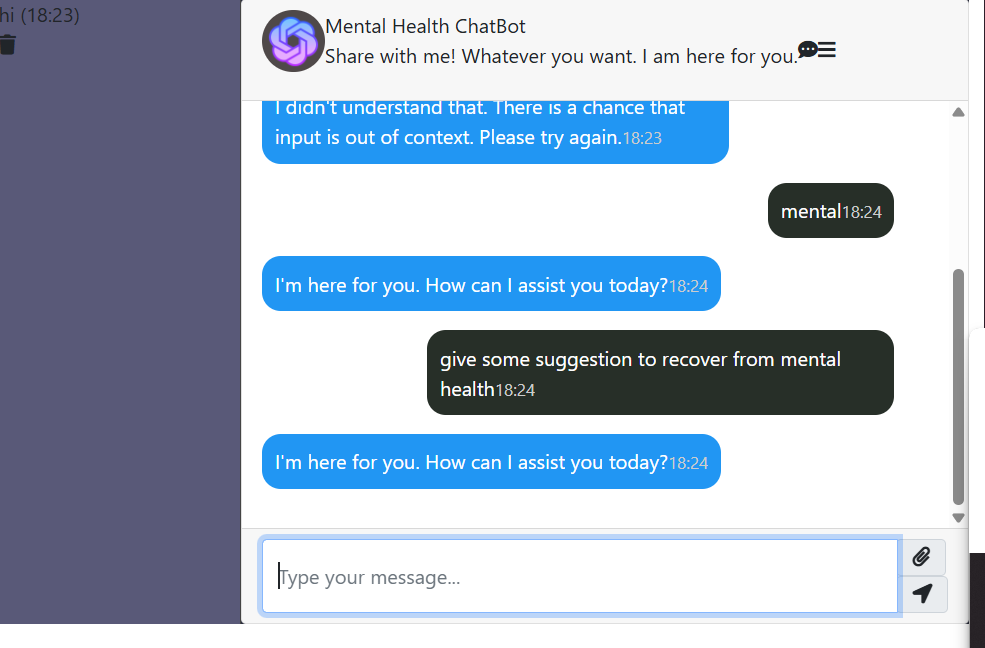 hi (18:23)
Mental Health ChatBot
Share with me! Whatever you want. I am here for you.
I didn't understand that. There is a chance that
input is out of context. Please try again.18:23
mental18:24
I'm here for you. How can I assist you today?18:24
give some suggestion to recover from mental
health18:24
I'm here for you. How can I assist you today?18:24
Type your message...